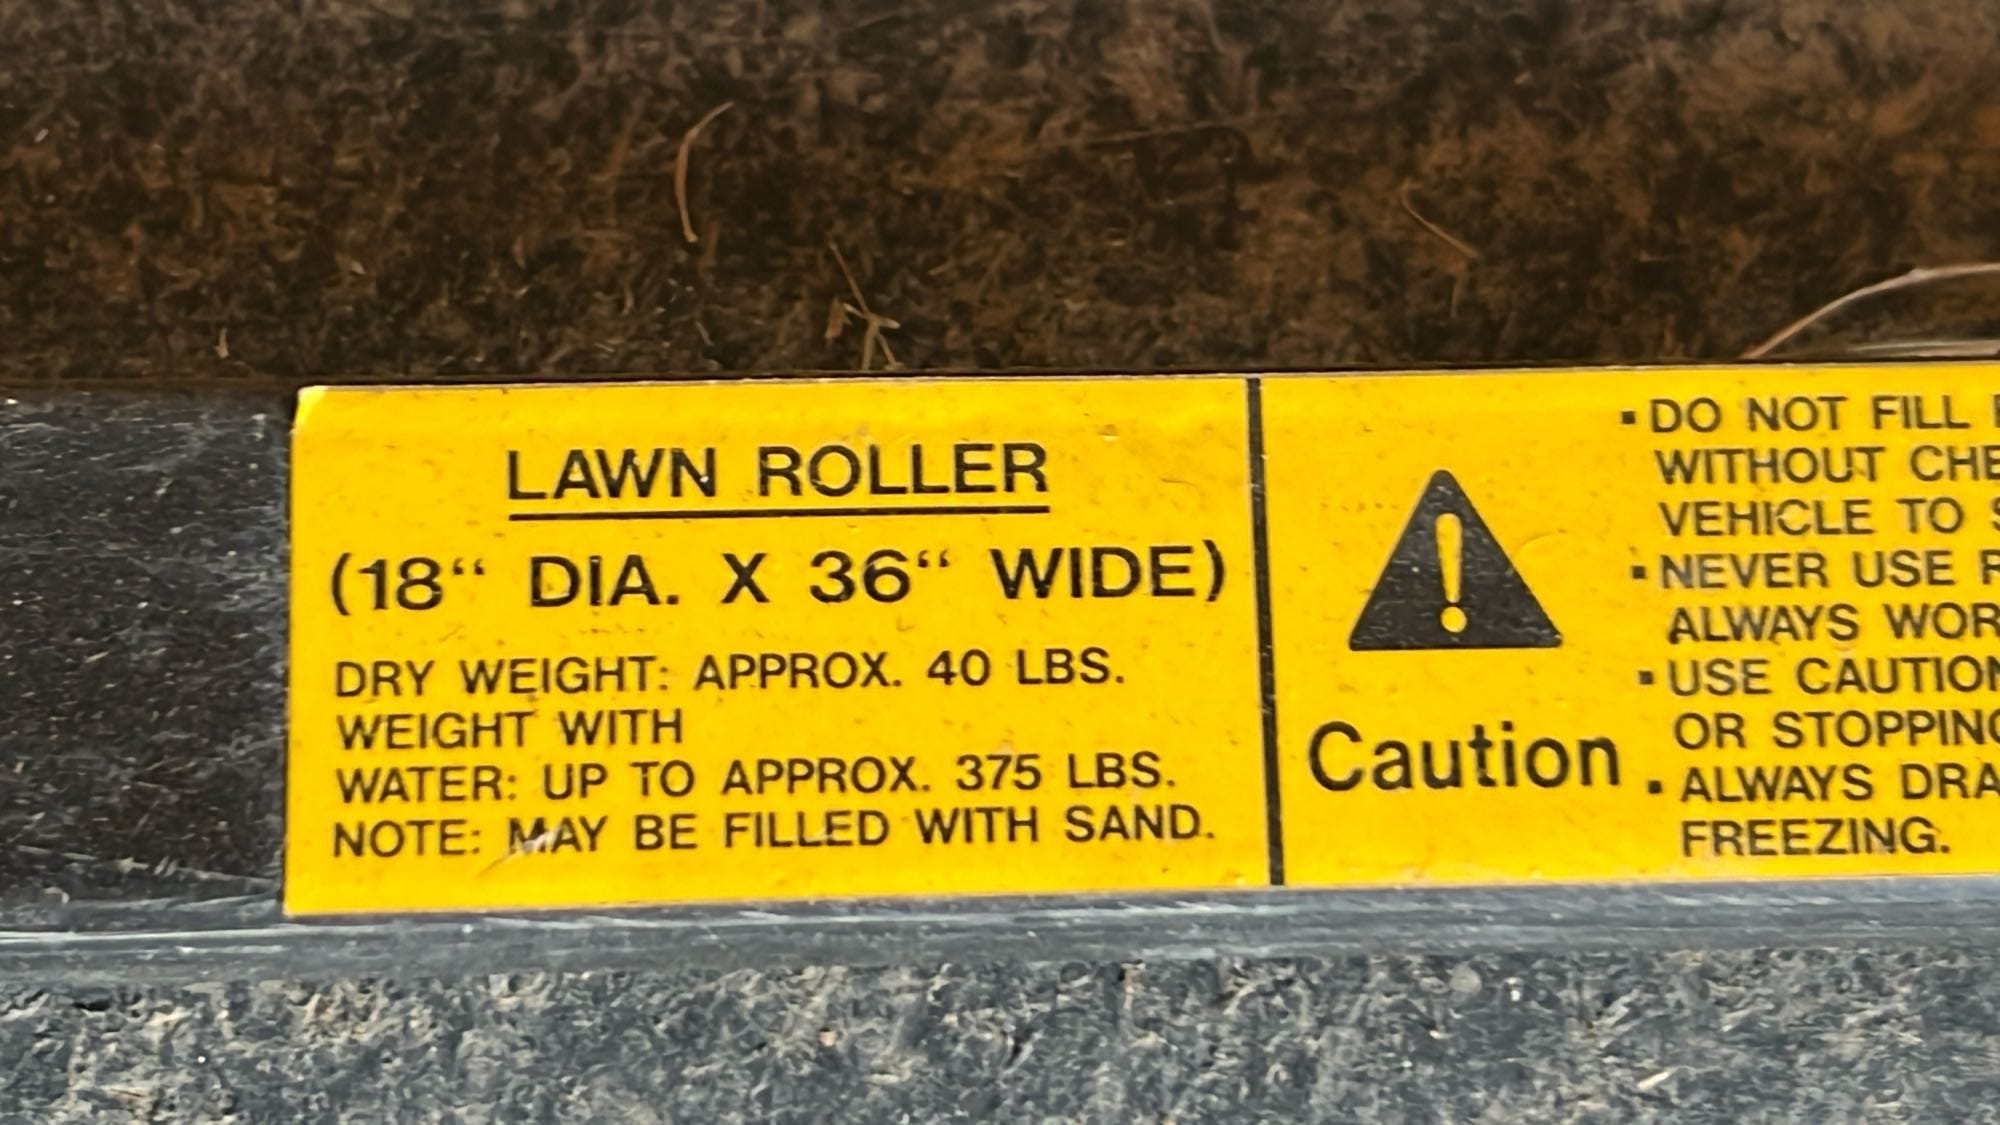 LAWN ROLLER
(18“ DIA. X 36“ WIDE)
DRY WEIGHT: APPROX. 40 LBS.
WEIGHT WITH
WATER: UP TO APPROX. 375 LBS.
NOTE: MAY BE FILLED WITH SAND.
Caution
▪DO NOT FILL
WITHOUT
VEHICLE TO
▪NEVER USE
ALWAYS
▪USE CAUTION
OR STOPPING
▪ALWAYS
FREEZING.